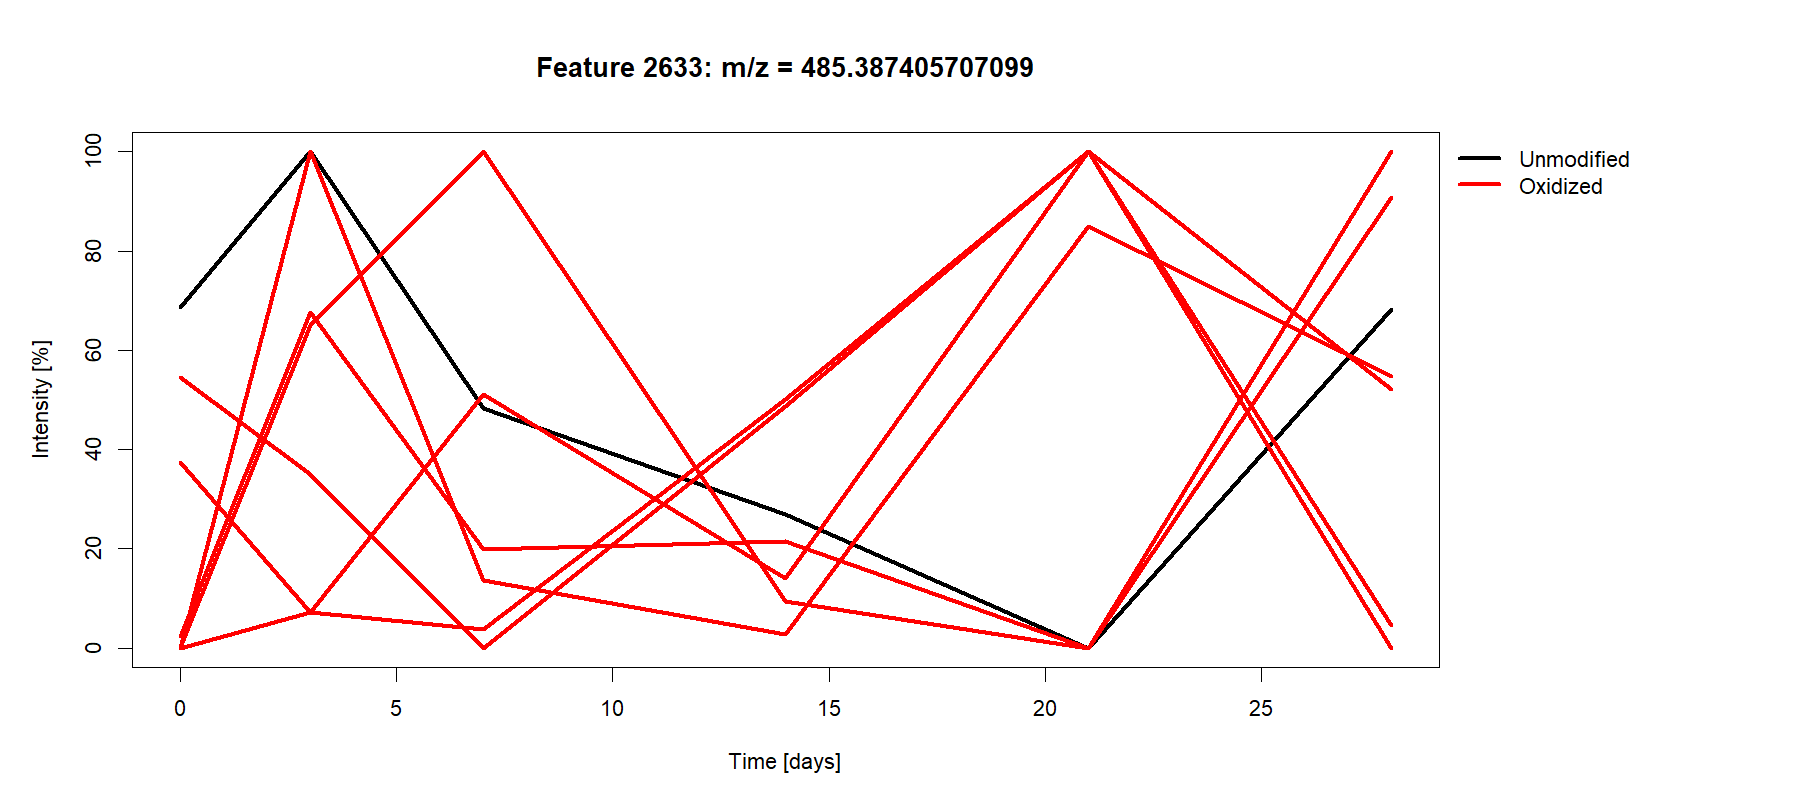 Feature 2633: m/z = 485.387405707099
Unmodified
Oxidized
Intensity [%]
100
80
60
40
20
0
0 5 10 15 20 25
Time [days]